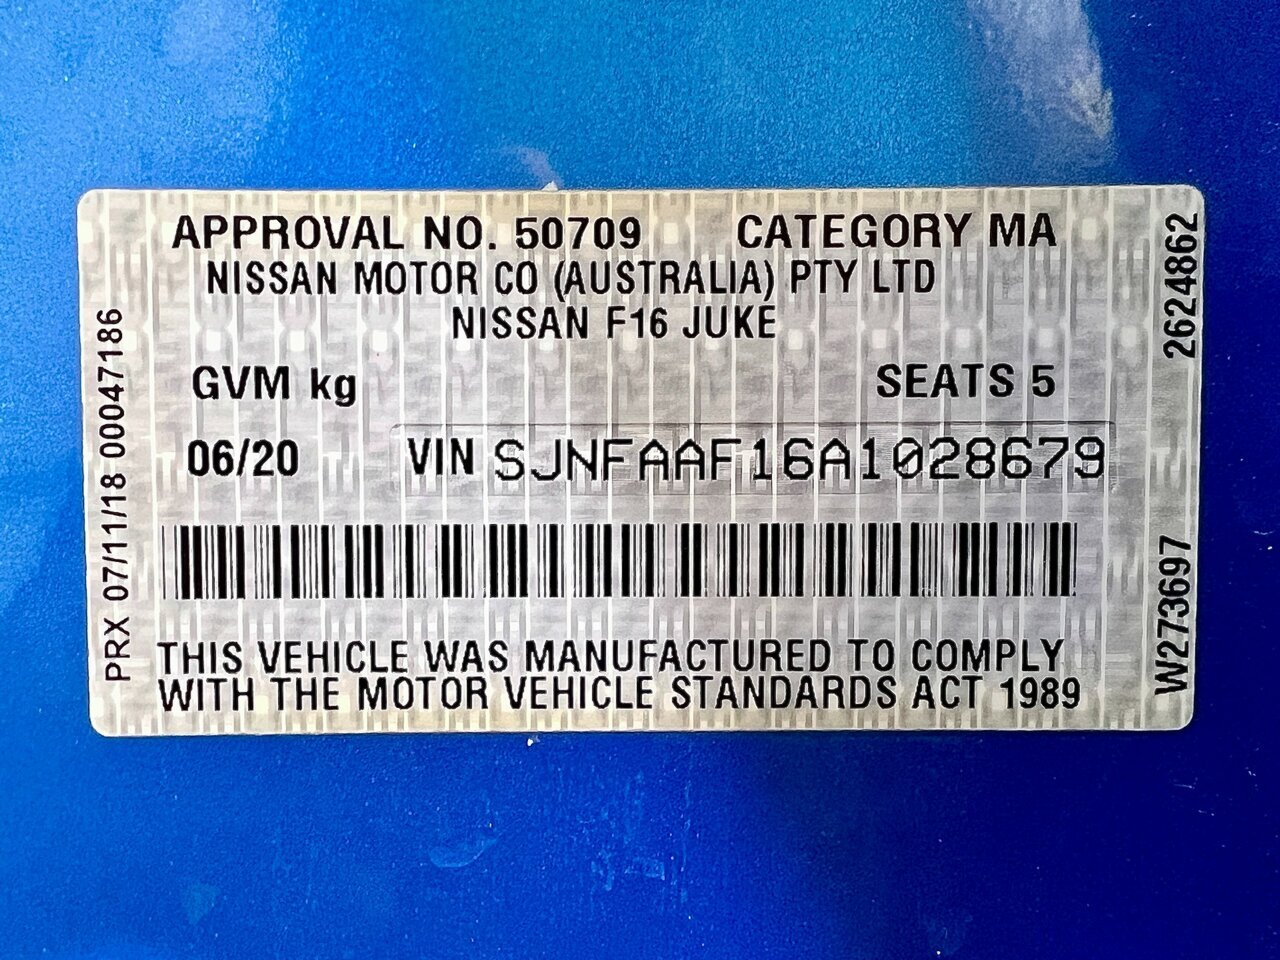 APPROVAL NO. 50709 CATEGORY MA
NISSAN MOTOR CO (AUSTRALIA) PTY LTD
NISSAN F16 JUKE
GVM kg SEATS 5
06/20 VIN SJNFAAF16A1028679
THIS VEHICLE WAS MANUFACTURED TO COMPLY
WITH THE MOTOR VEHICLE STANDARDS ACT 1989
PRX 07/11/18 00047186
2624862
W273697